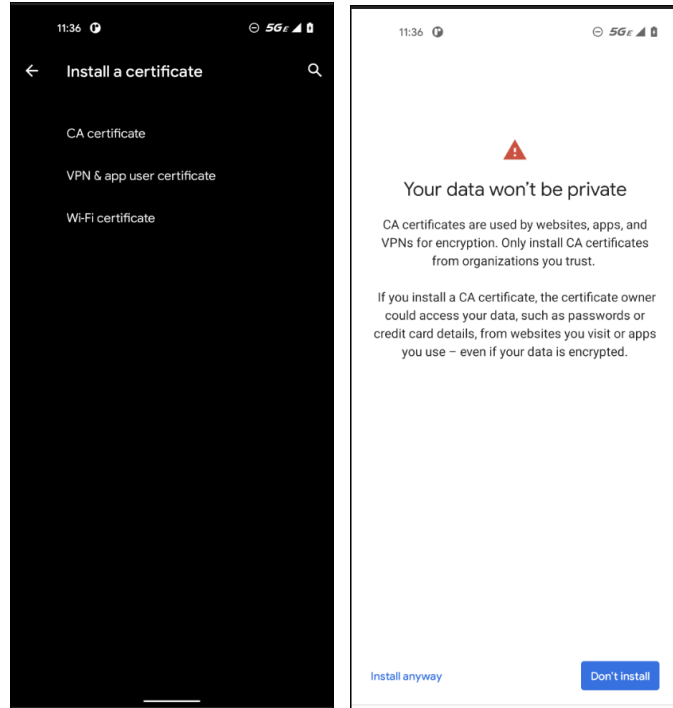 11:36
5G E
Install a certificate
CA certificate
VPN & app user certificate
Wi-Fi certificate
11:36
5G E
Your data won't be private
CA certificates are used by websites, apps, and
VPNs for encryption. Only install CA certificates
from organizations you trust.
If you install a CA certificate, the certificate owner
could access your data, such as passwords or
credit card details, from websites you visit or apps
you use – even if your data is encrypted.
Install anyway
Don't install